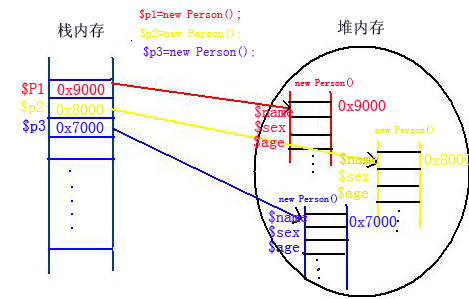 $p1=new Person();
$p2=new Person();
$p3=new Person();
栈内存
堆内存
$P1 0x9000
$p2 0x8000
$p3 0x7000
new Person()
0x9000
$name
$sex
$age
new Person()
0x8000
$name
$sex
$age
new Person()
0x7000
$name
$sex
$age